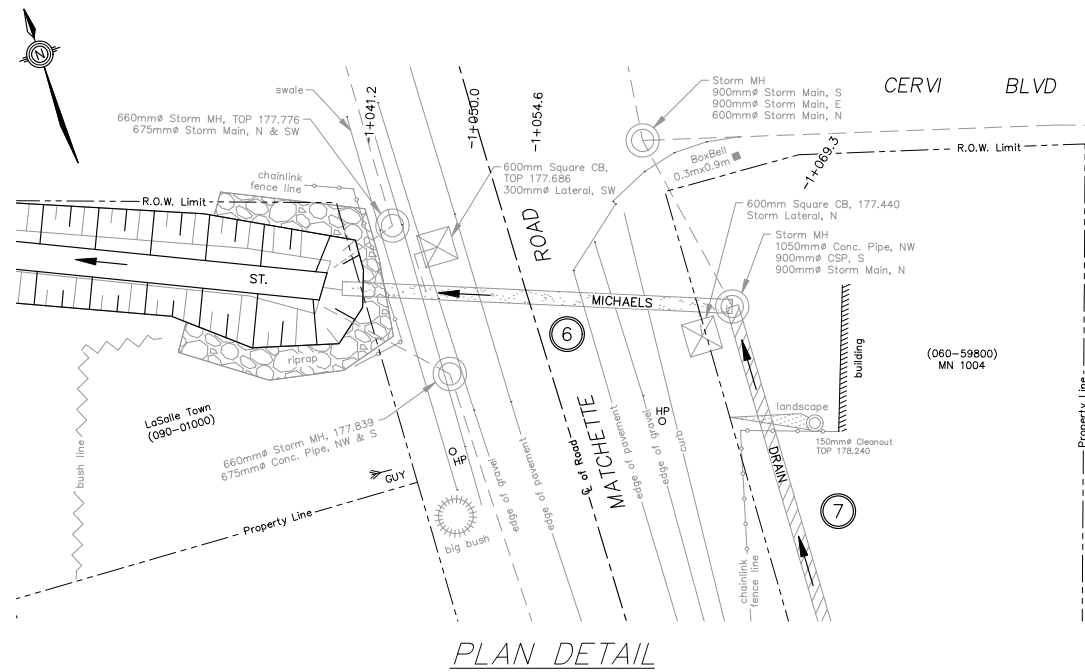 N
swale
1+041.2
1+050.0
1+054.6
Storm MH
900mmø Storm Main, S
900mmø Storm Main, E
600mm Storm Main, N
CERVI BLVD
660mmø Storm MH, TOP 177.776
675mmø Storm Main, N & SW
BoxBell
0.3mx0.9m
1+069.3
R.O.W. Limit
chainlink
fence line
600mm Square CB,
TOP 177.686
300mmø Lateral, SW
R.O.W. Limit
600mm Square CB, 177.440
Storm Lateral, N
Storm MH
1050mmø Conc. Pipe, NW
900mmø CSP, S
900mmø Storm Main, N
ROAD
ST.
MICHAELS
6
building
(060-59800)
MN 1004
riprap
LaSalle Town
(090-01000)
bush line
660mmø Storm MH, 177.839
675mmø Conc. Pipe, NW & S
landscape
HP
150mmø Cleanout
TOP 178.240
Property Line
MATCHETTE
℄ of Road
edge of pavement
edge of gravel
curb
DRAIN
HP
GUY
edge of gravel
edge of pavement
7
Property Line
big bush
chainlink
fence line
PLAN DETAIL